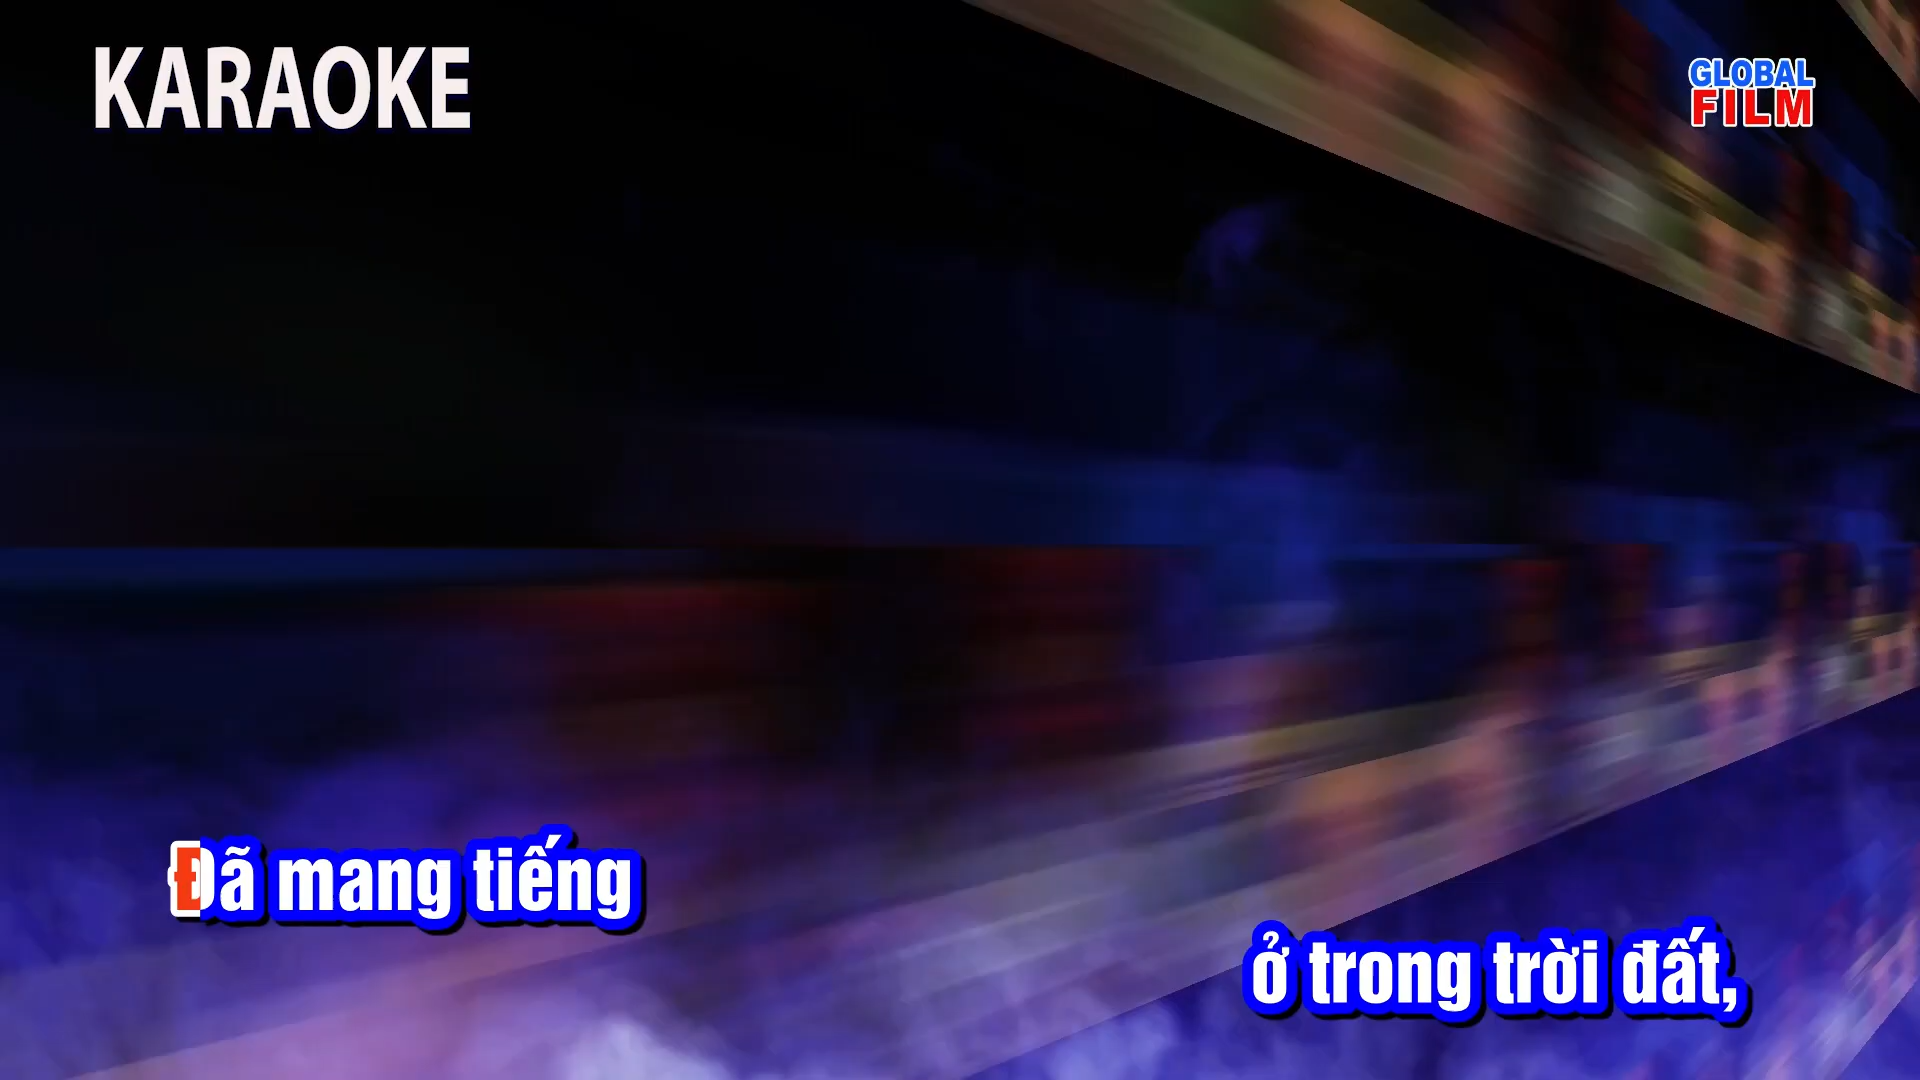 KARAOKE
GLOBAL
FILM
Đã mang tiếng
ở trong trời đất,